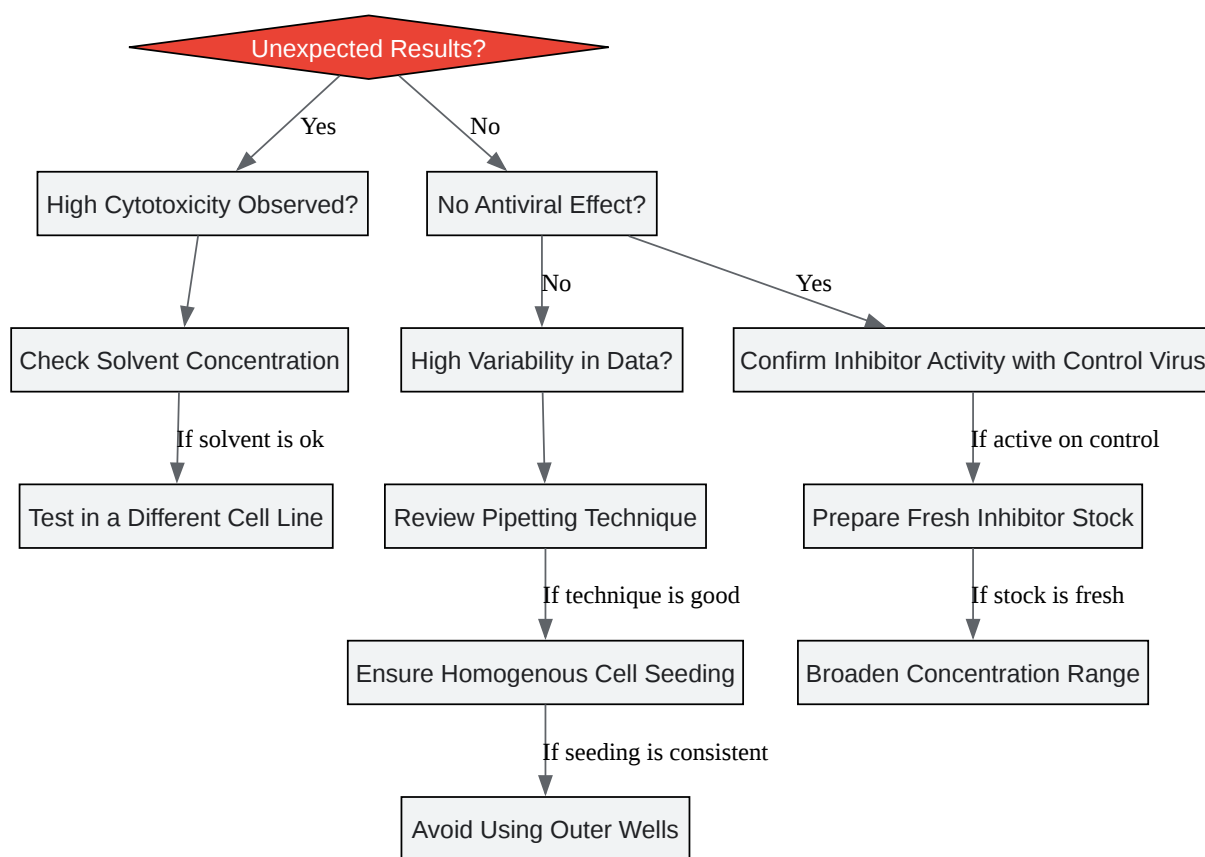 Unexpected Results?
Yes
No
High Cytotoxicity Observed?
No Antiviral Effect?
No
Yes
Check Solvent Concentration
High Variability in Data?
Confirm Inhibitor Activity with Control Virus
If solvent is ok
If active on control
Test in a Different Cell Line
Review Pipetting Technique
Prepare Fresh Inhibitor Stock
If technique is good
If stock is fresh
Ensure Homogenous Cell Seeding
Broaden Concentration Range
If seeding is consistent
Avoid Using Outer Wells